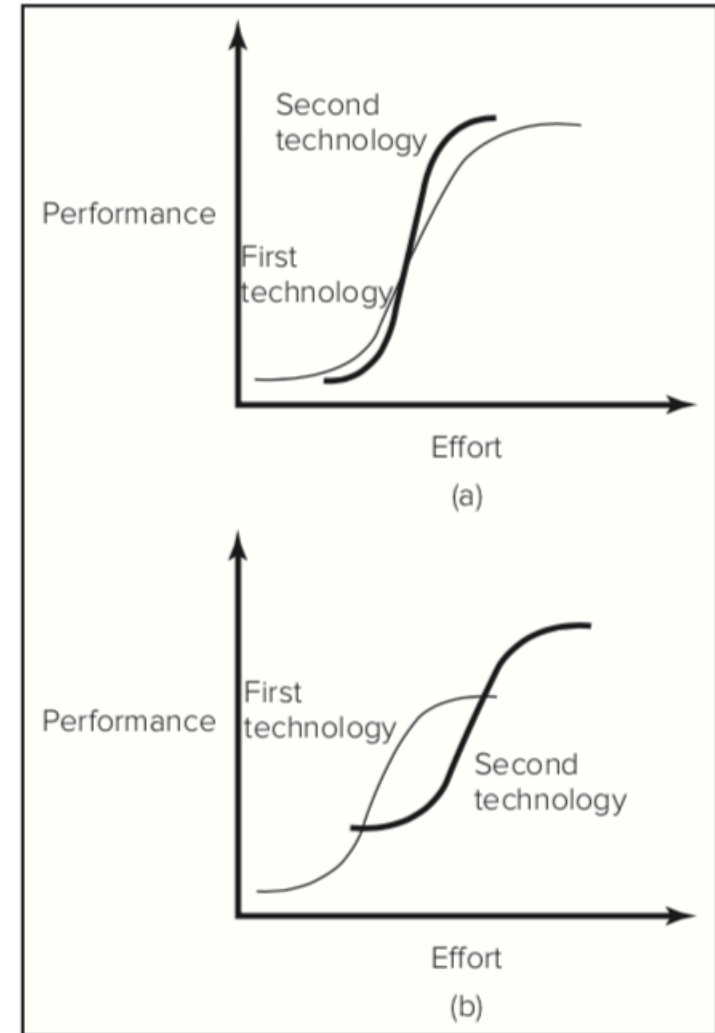 Second
technology
Performance
First
technology
Effort
(a)
First
technology
Performance
Second
technology
Effort
(b)